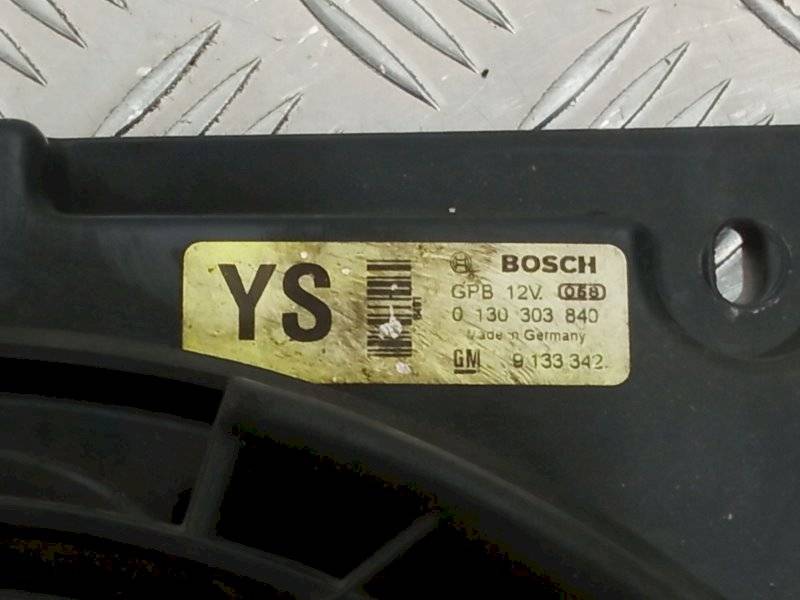 YS
BOSCH
GPB 12V. 058
0 130 303 840
Made in Germany
GM 9 133 342